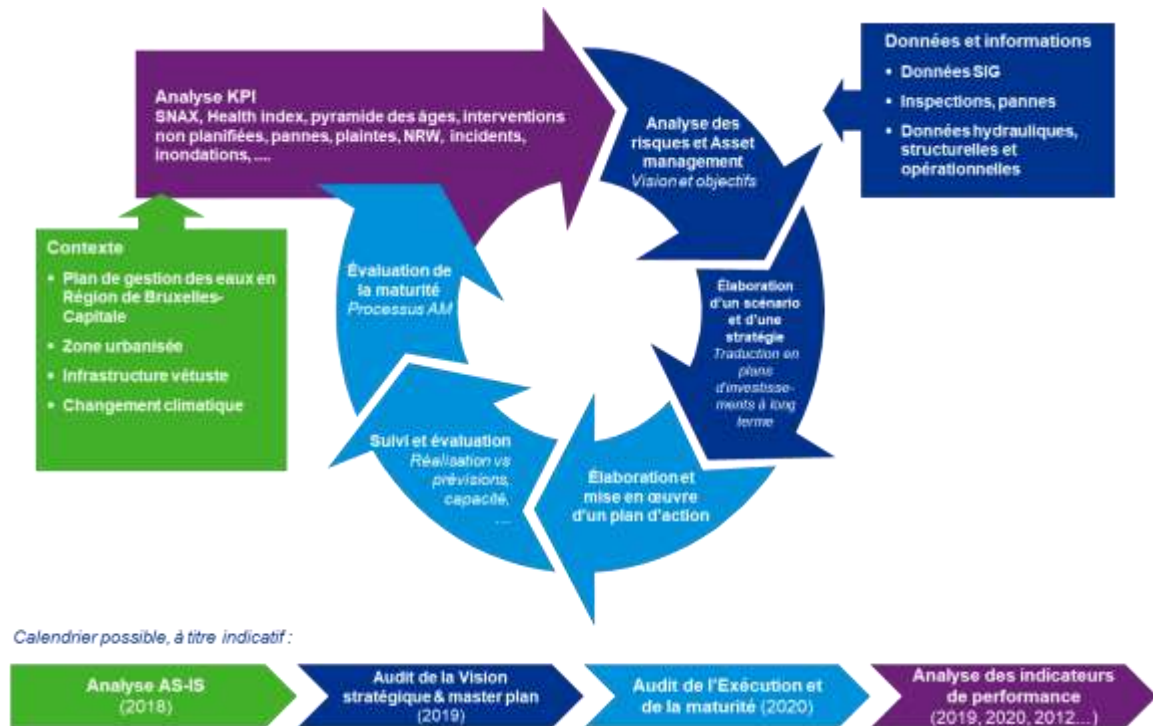 Analyse KPI
SNAX, Health index, pyramide des âges, interventions
non planifiées, pannes, plaintes, NRW, incidents,
inondations, ....
Analyse des
risques et Asset
management
Vision et objectifs
Données et informations
▪ Données SIG
▪ Inspections, pannes
▪ Données hydrauliques,
structurelles et
opérationnelles
Contexte
▪ Plan de gestion des eaux en
Région de Bruxelles-
Capitale
▪ Zone urbanisée
▪ Infrastructure vétuste
▪ Changement climatique
Évaluation de
la maturité
Processus AM
Élaboration
d'un scénario
et d'une
stratégie
Traduction en
plans
d'investisse-
ments à long
terme
Suivi et évaluation
Réalisation vs
prévisions,
capacité,
....
Élaboration et
mise en œuvre
d'un plan d'action
Calendrier possible, à titre indicatif :
Analyse AS-IS
(2018)
Audit de la Vision
stratégique & master plan
(2019)
Audit de l'Exécution et
de la maturité (2020)
Analyse des indicateurs
de performance
(2019, 2020, 2012...)